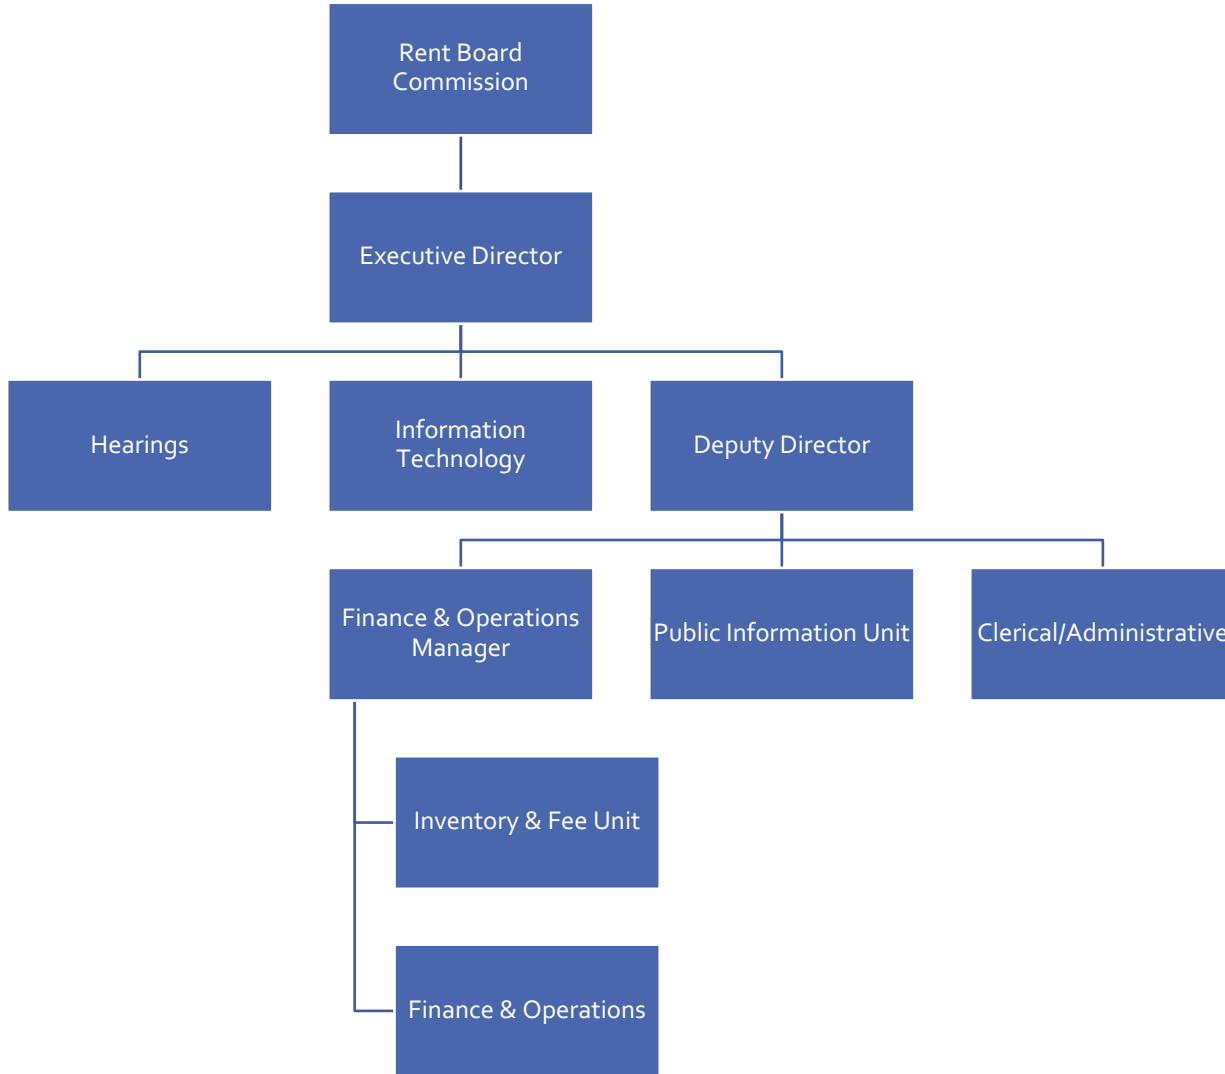 Rent Board
Commission
Executive Director
Hearings
Information
Technology
Deputy Director
Finance & Operations
Manager
Public Information Unit
Clerical/Administrative
Inventory & Fee Unit
Finance & Operations